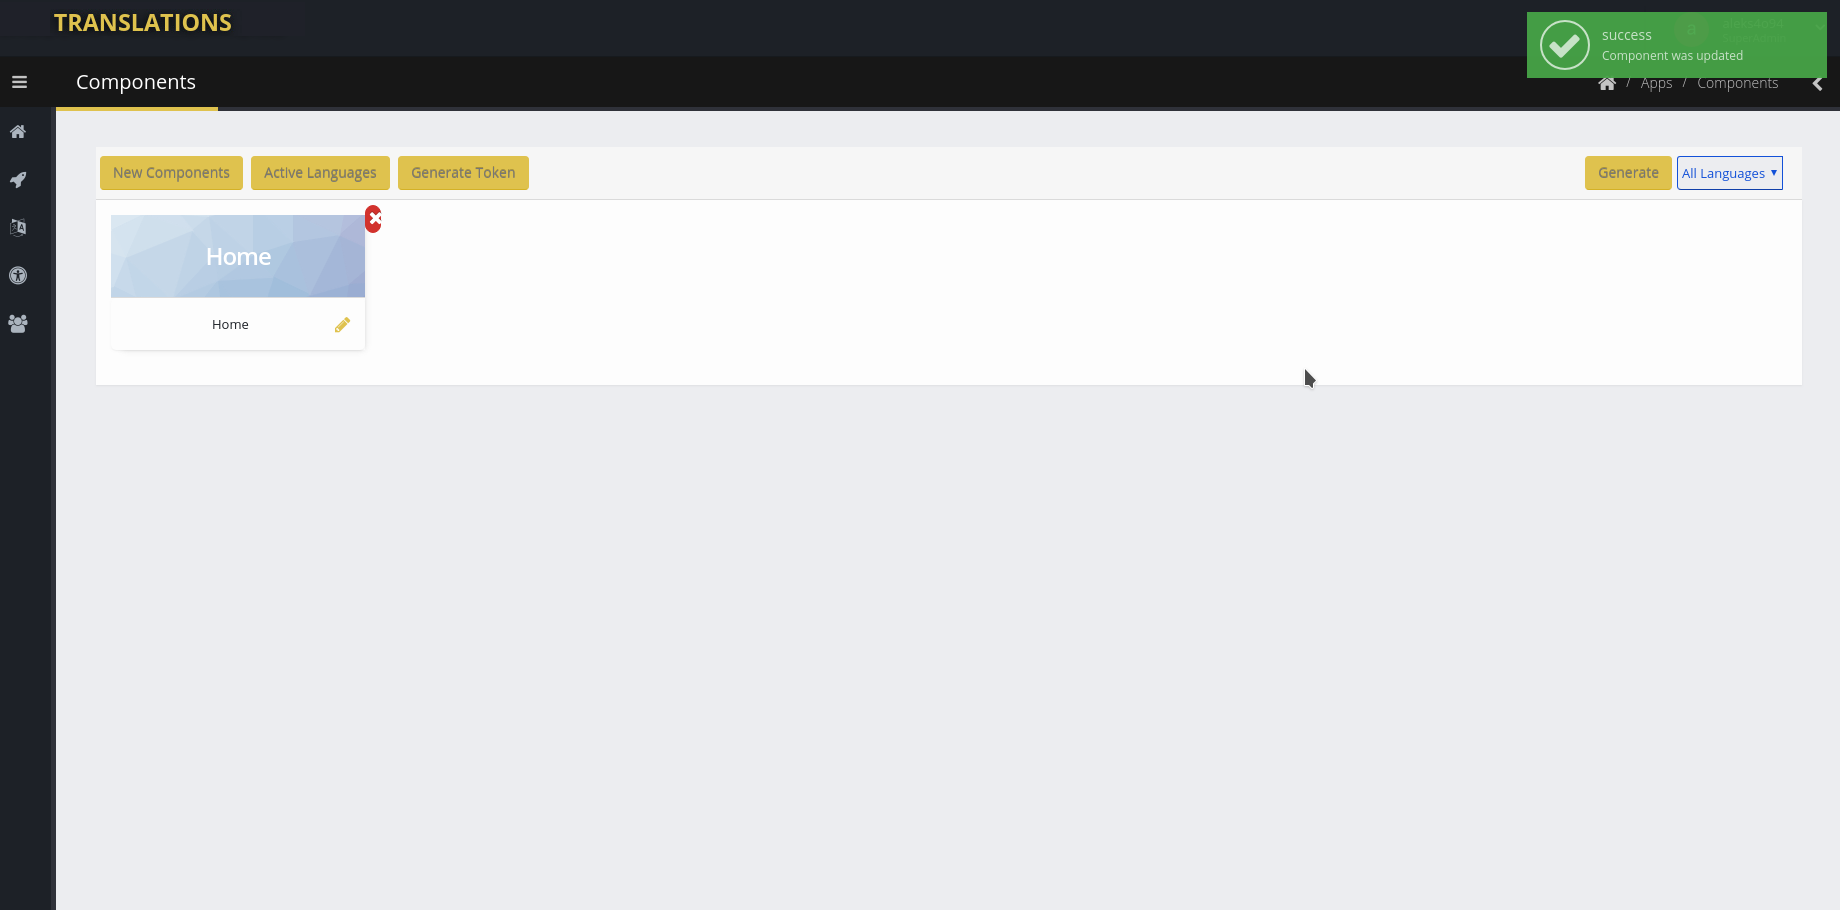 TRANSLATIONS
success
Component was updated
Components
/ Apps / Components
New Components
Active Languages
Generate Token
Generate
All Languages
Home
Home